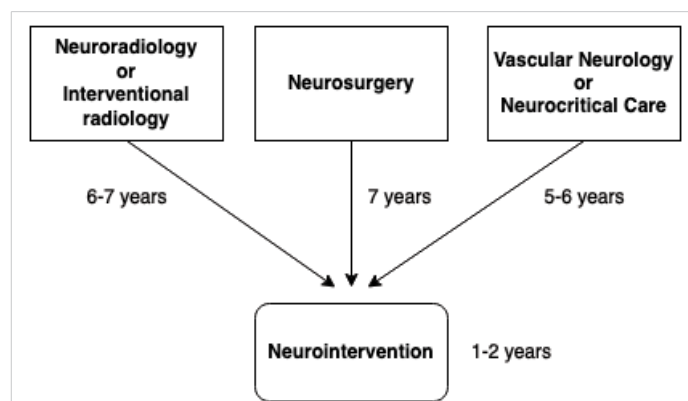 Neuroradiology
or
Interventional
radiology
Neurosurgery
Vascular Neurology
or
Neurocritical Care
6-7 years
7 years
5-6 years
Neurointervention
1-2 years